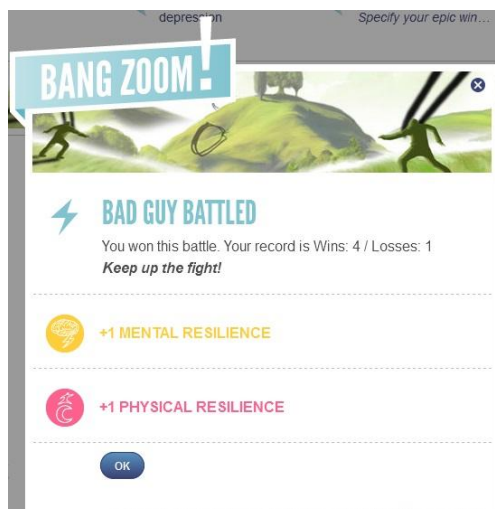 depression
Specify your epic win...
BANG ZOOM!
BAD GUY BATTLED
You won this battle. Your record is Wins: 4 / Losses: 1
Keep up the fight!
+1 MENTAL RESILIENCE
+1 PHYSICAL RESILIENCE
OK